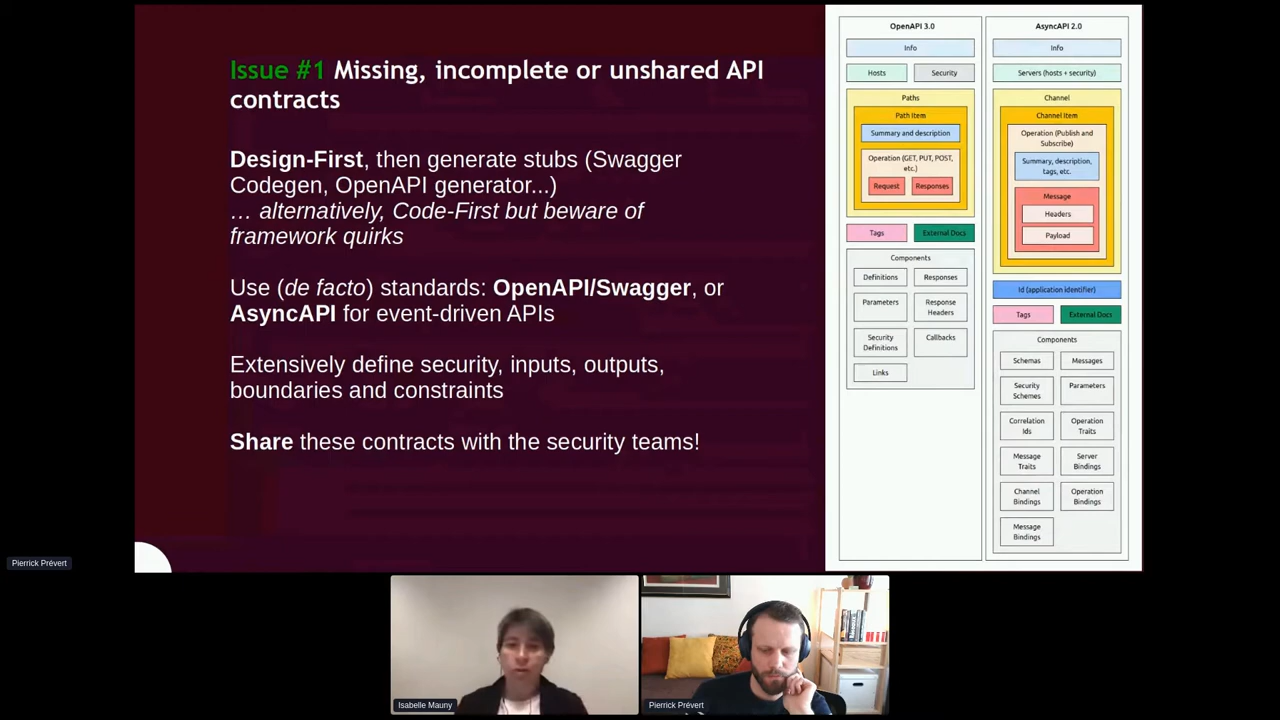 Issue #1 Missing, incomplete or unshared API
contracts
Design-First, then generate stubs (Swagger
Codegen, OpenAPI generator...)
… alternatively, Code-First but beware of
framework quirks
Use (de facto) standards: OpenAPI/Swagger, or
AsyncAPI for event-driven APIs
Extensively define security, inputs, outputs,
boundaries and constraints
Share these contracts with the security teams!
OpenAPI 3.0
Info
Hosts
Security
Paths
Path Item
Summary and description
Operation (GET, PUT, POST,
etc.)
Request
Responses
Tags
External Docs
Components
Definitions
Responses
Parameters
Response
Headers
Security
Definitions
Callbacks
Links
AsyncAPI 2.0
Info
Servers (hosts + security)
Channel
Channel Item
Operation (Publish and
Subscribe)
Summary, description,
tags, etc.
Message
Headers
Payload
Id (application identifier)
Tags
External Docs
Components
Schemas
Messages
Security
Schemes
Parameters
Correlation
Ids
Operation
Traits
Message
Traits
Server
Bindings
Channel
Bindings
Operation
Bindings
Message
Bindings
Pierrick Prévert
Isabelle Mauny
Pierrick Prévert